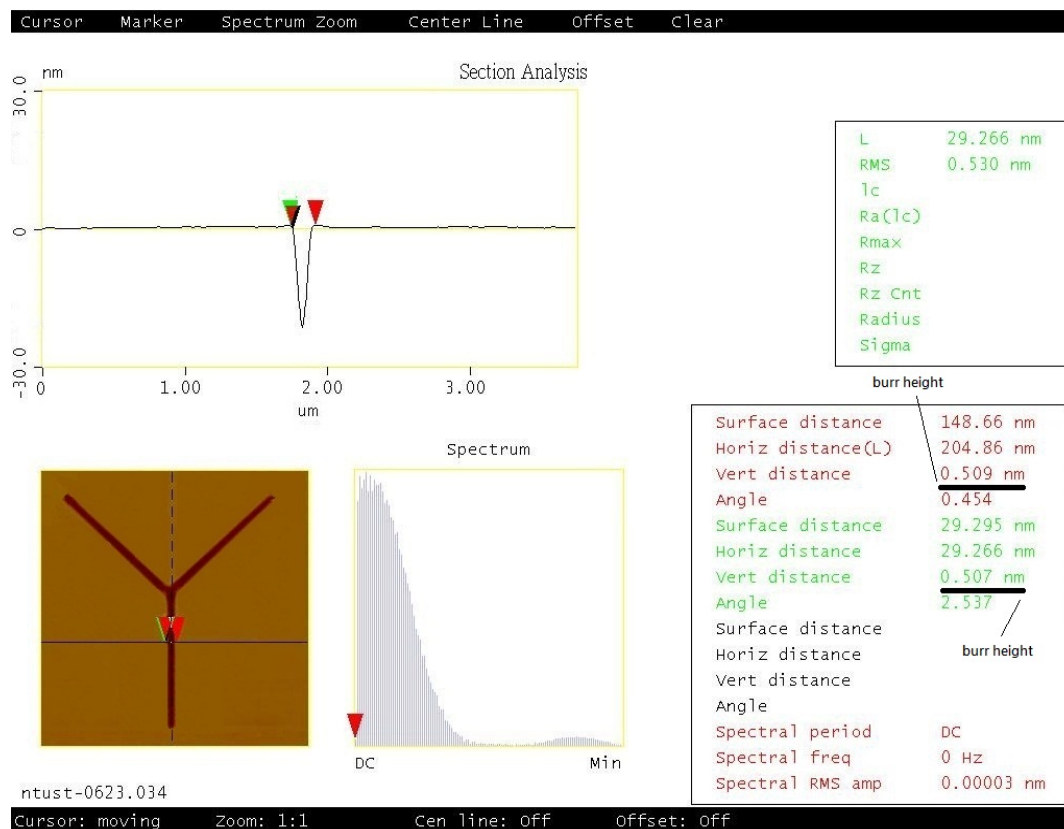 Cursor Marker Spectrum Zoom Center Line Offset Clear
nm
Section Analysis
30.0
0
-30.0
0 1.00 2.00 3.00
um
L 29.266 nm
RMS 0.530 nm
lc
Ra(lc)
Rmax
Rz
Rz Cnt
Radius
Sigma
burr height
Surface distance 148.66 nm
Horiz distance(L) 204.86 nm
Vert distance 0.509 nm
Angle 0.454
Surface distance 29.295 nm
Horiz distance 29.266 nm
Vert distance 0.507 nm
Angle 2.537
Surface distance
burr height
Horiz distance
Vert distance
Angle
Spectral period DC
Spectral freq 0 Hz
Spectral RMS amp 0.00003 nm
Spectrum
DC Min
ntust-0623.034
Cursor: moving Zoom: 1:1 Cen line: Off Offset: Off